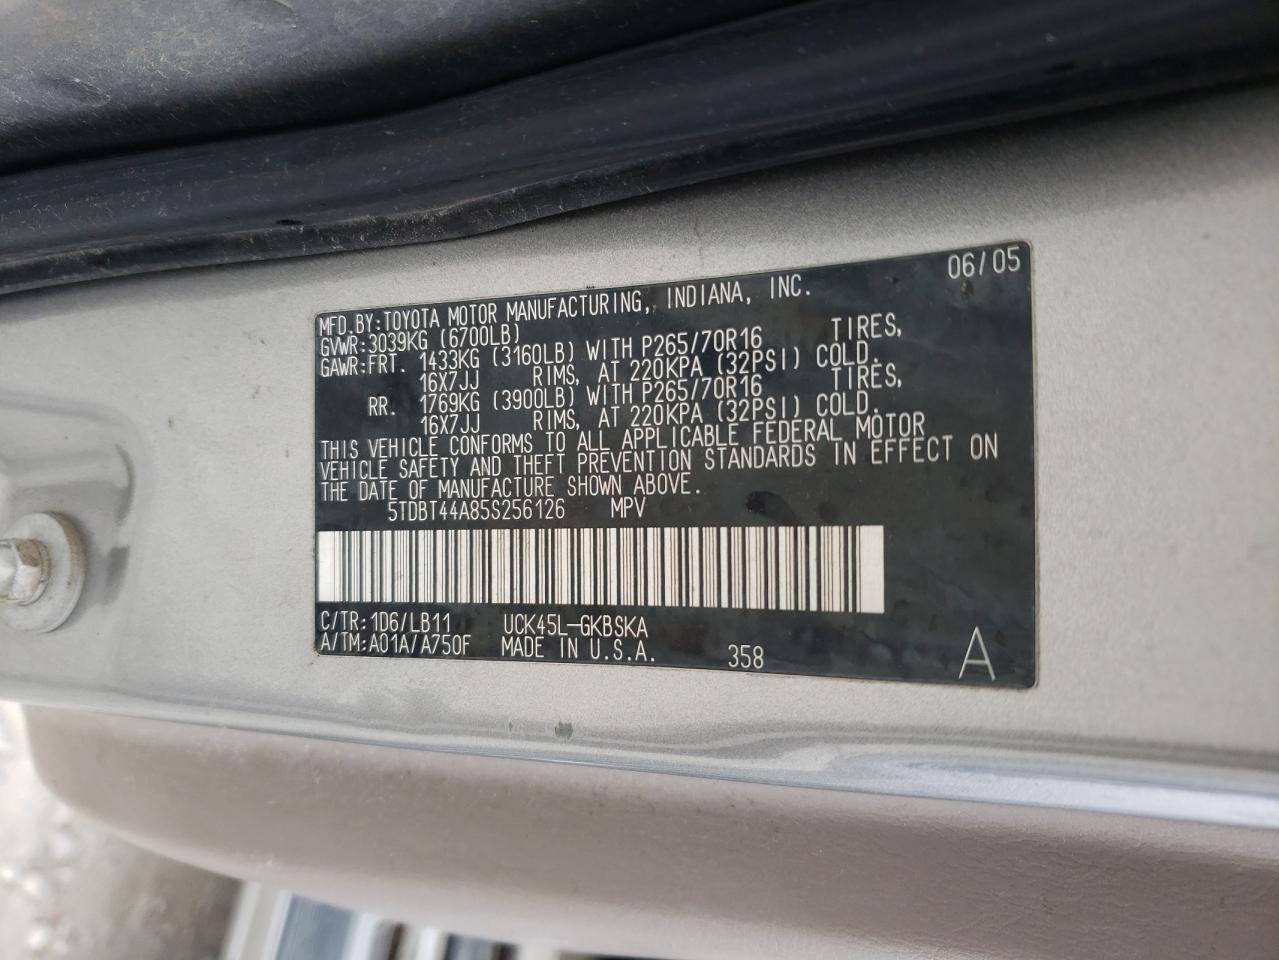 06/05
MFD.BY:TOYOTA MOTOR MANUFACTURING, INDIANA, INC.
GVWR:3039KG (6700LB)
GAWR:FRT. 1433KG (3160LB) WITH P265/70R16 TIRES,
16X7JJ RIMS, AT 220KPA (32PSI) COLD.
RR. 1769KG (3900LB) WITH P265/70R16 TIRES,
16X7JJ RIMS, AT 220KPA (32PSI) COLD.
THIS VEHICLE CONFORMS TO ALL APPLICABLE FEDERAL MOTOR
VEHICLE SAFETY AND THEFT PREVENTION STANDARDS IN EFFECT ON
THE DATE OF MANUFACTURE SHOWN ABOVE.
5TDBT44A85S256126 MPV
C/TR:1D6/LB11 UCK45L-GKBSKA
A/TM:A01A/A750F MADE IN U.S.A. 358 A